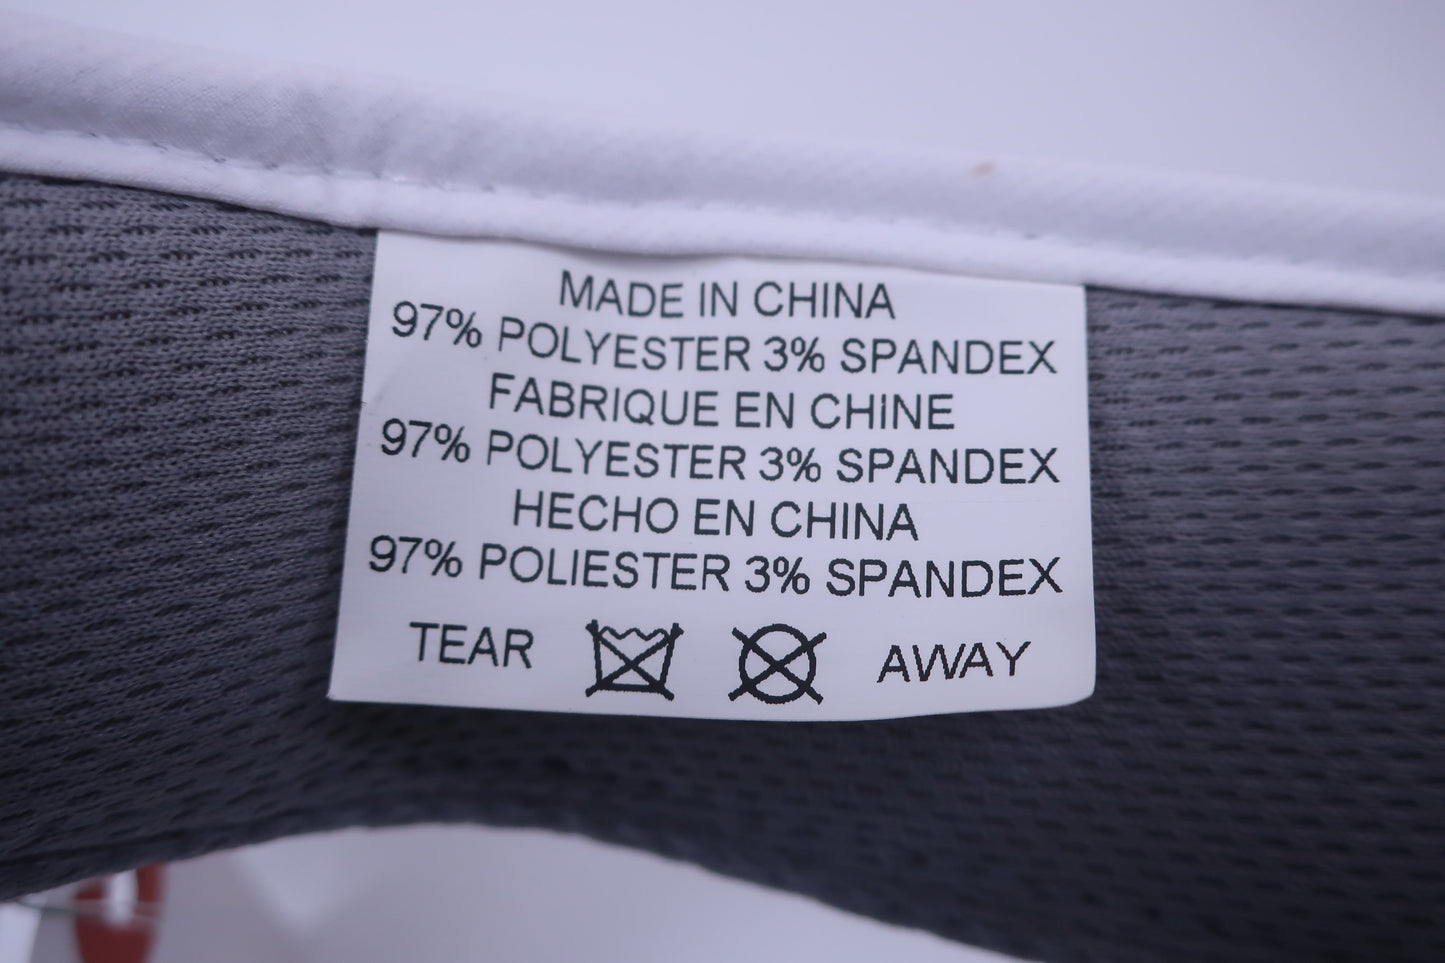 MADE IN CHINA
97% POLYESTER 3% SPANDEX
FABRIQUE EN CHINE
97% POLYESTER 3% SPANDEX
HECHO EN CHINA
97% POLIESTER 3% SPANDEX
TEAR AWAY